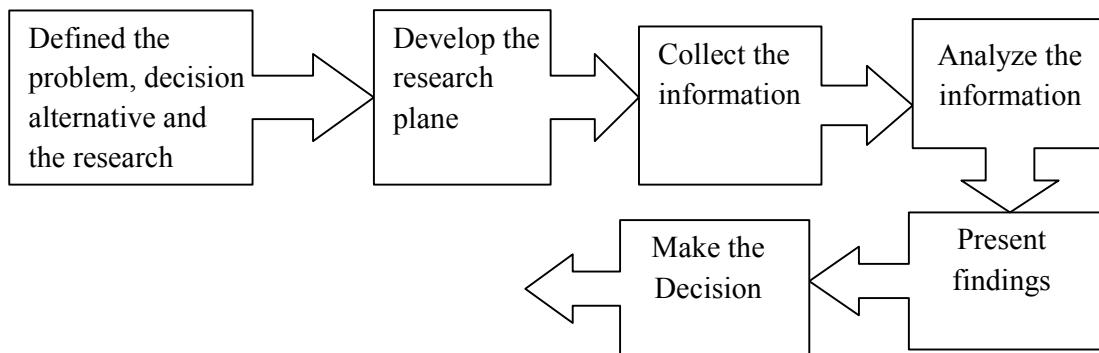 Defined the
problem, decision
alternative and
the research
Develop the
research
plane
Collect the
information
Analyze the
information
Present
findings
Make the
Decision